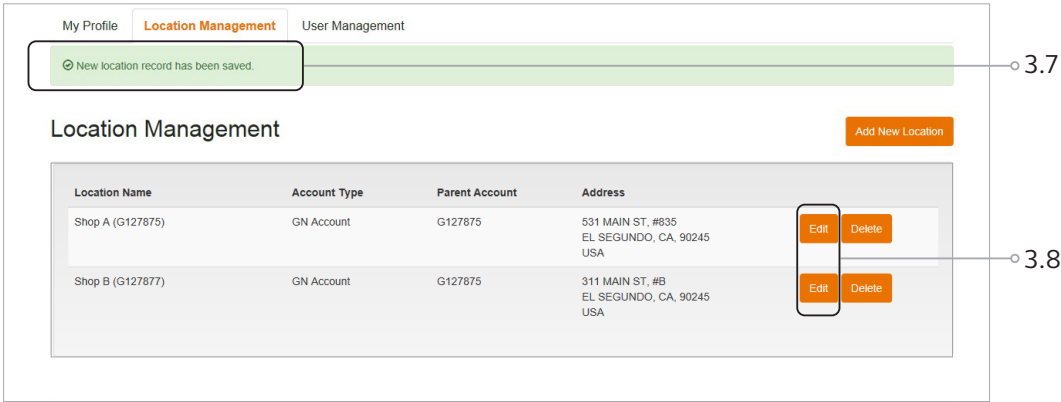 My Profile Location Management User Management
New location record has been saved.
3.7
Location Management
Add New Location
Location Name Account Type Parent Account Address
Shop A (G127875) GN Account G127875 531 MAIN ST, #835
EL SEGUNDO, CA, 90245
USA
Edit Delete
3.8
Shop B (G127877) GN Account G127875 311 MAIN ST, #B
EL SEGUNDO, CA, 90245
USA
Edit Delete